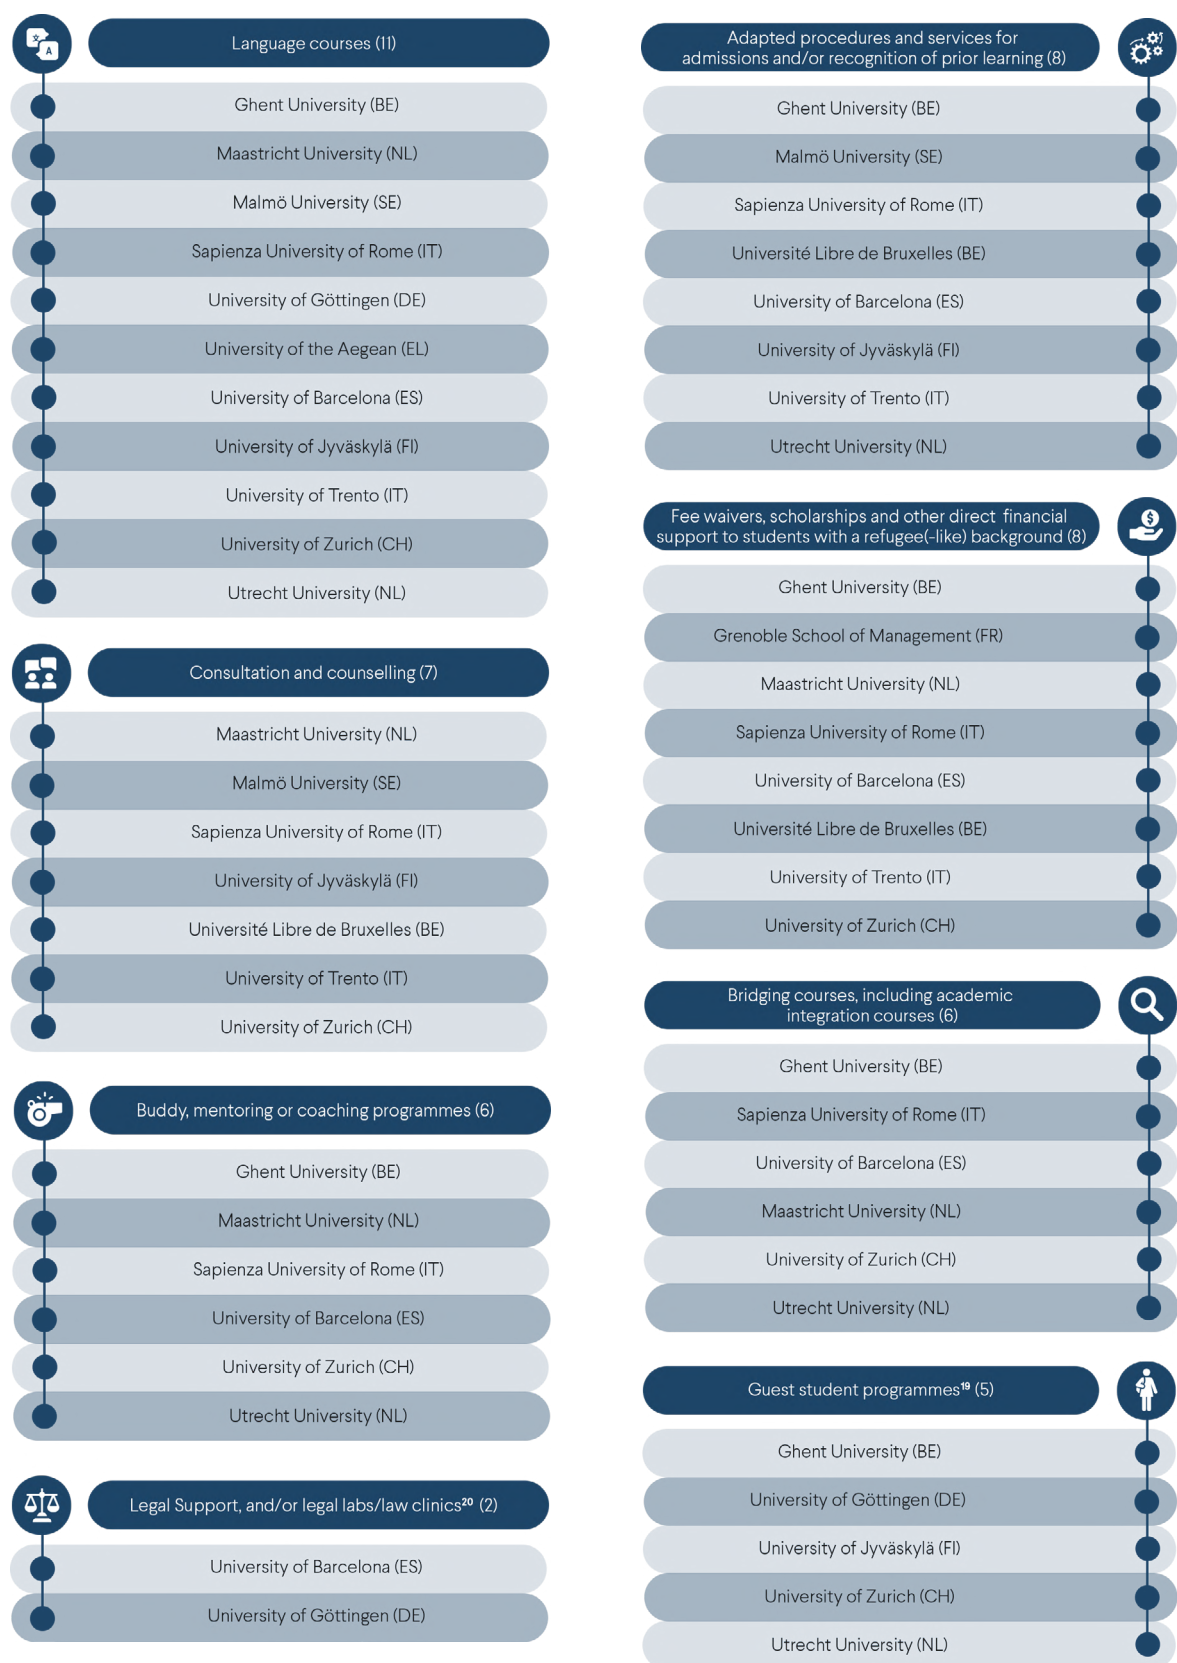 Language courses (11)
Ghent University (BE)
Maastricht University (NL)
Malmö University (SE)
Sapienza University of Rome (IT)
University of Göttingen (DE)
University of the Aegean (EL)
University of Barcelona (ES)
University of Jyväskylä (FI)
University of Trento (IT)
University of Zurich (CH)
Utrecht University (NL)
Consultation and counselling (7)
Maastricht University (NL)
Malmö University (SE)
Sapienza University of Rome (IT)
University of Jyväskylä (FI)
Université Libre de Bruxelles (BE)
University of Trento (IT)
University of Zurich (CH)
Buddy, mentoring or coaching programmes (6)
Ghent University (BE)
Maastricht University (NL)
Sapienza University of Rome (IT)
University of Barcelona (ES)
University of Zurich (CH)
Utrecht University (NL)
Legal Support, and/or legal labs/law clinics²⁰ (2)
University of Barcelona (ES)
University of Göttingen (DE)
Adapted procedures and services for
admissions and/or recognition of prior learning (8)
Ghent University (BE)
Malmö University (SE)
Sapienza University of Rome (IT)
Université Libre de Bruxelles (BE)
University of Barcelona (ES)
University of Jyväskylä (FI)
University of Trento (IT)
Utrecht University (NL)
Fee waivers, scholarships and other direct financial
support to students with a refugee(-like) background (8)
Ghent University (BE)
Grenoble School of Management (FR)
Maastricht University (NL)
Sapienza University of Rome (IT)
University of Barcelona (ES)
Université Libre de Bruxelles (BE)
University of Trento (IT)
University of Zurich (CH)
Bridging courses, including academic
integration courses (6)
Ghent University (BE)
Sapienza University of Rome (IT)
University of Barcelona (ES)
Maastricht University (NL)
University of Zurich (CH)
Utrecht University (NL)
Guest student programmes¹⁹ (5)
Ghent University (BE)
University of Göttingen (DE)
University of Jyväskylä (FI)
University of Zurich (CH)
Utrecht University (NL)